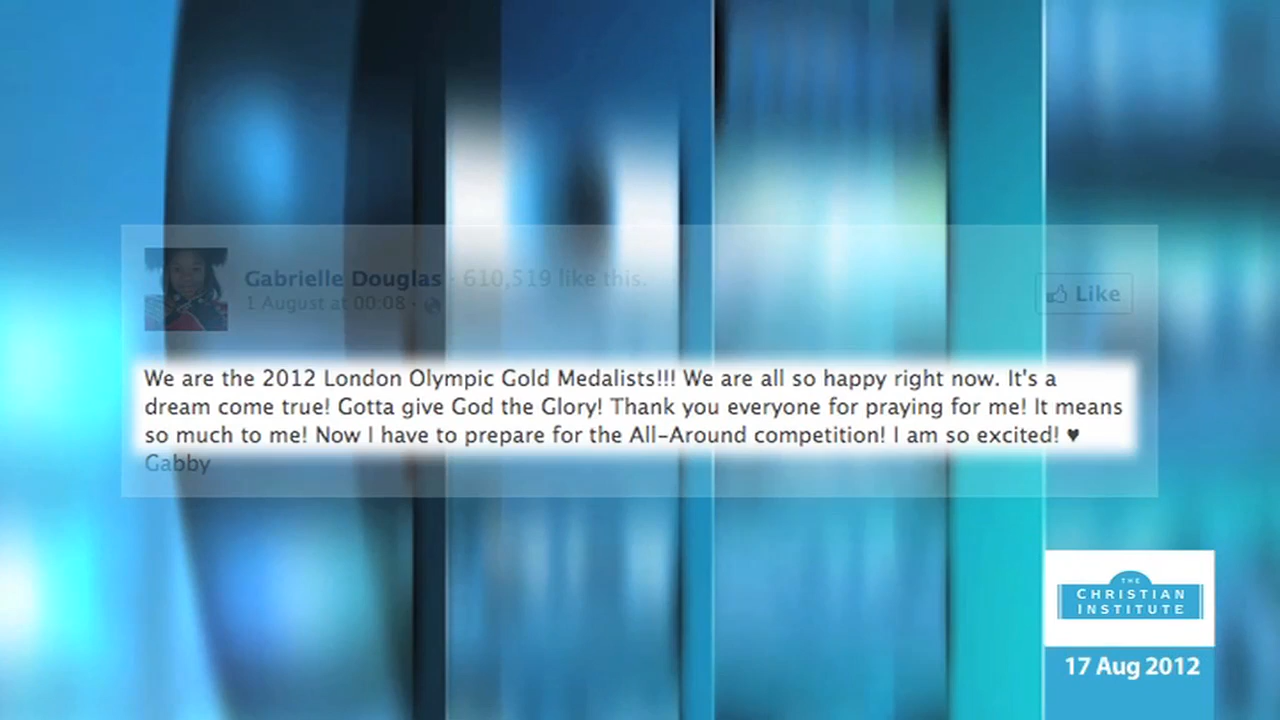 Gabrielle Douglas · 610,519 like this.
1 August at 00:08 ·
Like
We are the 2012 London Olympic Gold Medalists!!! We are all so happy right now. It's a
dream come true! Gotta give God the Glory! Thank you everyone for praying for me! It means
so much to me! Now I have to prepare for the All-Around competition! I am so excited! ♥
Gabby
THE
CHRISTIAN
INSTITUTE
17 Aug 2012